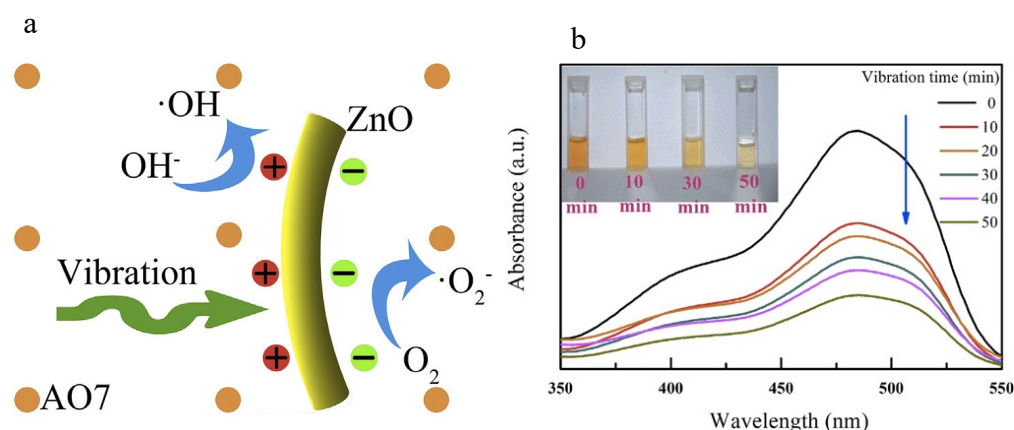 a
·OH
ZnO
OH-
+
−
Vibration
+
−
·O2-
+
−
O2
AO7
b
Vibration time (min)
0
10
20
30
40
50
0 min
10 min
30 min
50 min
Absorbance (a.u.)
350
400
450
500
550
Wavelength (nm)